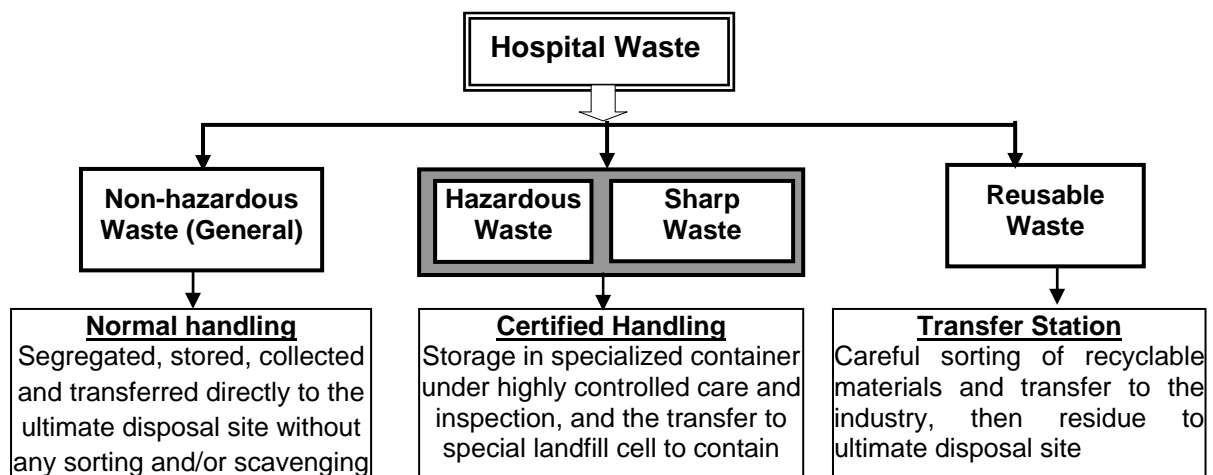 Hospital Waste
Non-hazardous
Waste (General)
Hazardous
Waste
Sharp
Waste
Reusable
Waste
Normal handling
Segregated, stored, collected
and transferred directly to the
ultimate disposal site without
any sorting and/or scavenging
Certified Handling
Storage in specialized container
under highly controlled care and
inspection, and the transfer to
special landfill cell to contain
Transfer Station
Careful sorting of recyclable
materials and transfer to the
industry, then residue to
ultimate disposal site